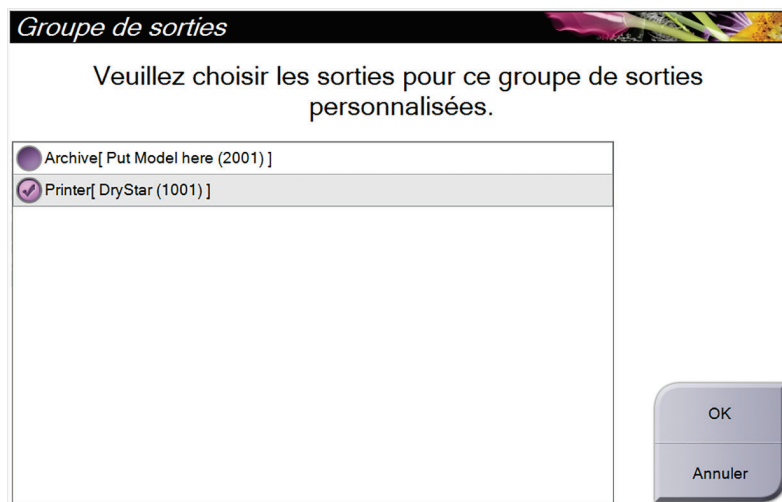 Groupe de sorties
Veuillez choisir les sorties pour ce groupe de sorties
personnalisées.
Archive[ Put Model here (2001) ]
Printer[ DryStar (1001) ]
OK
Annuler